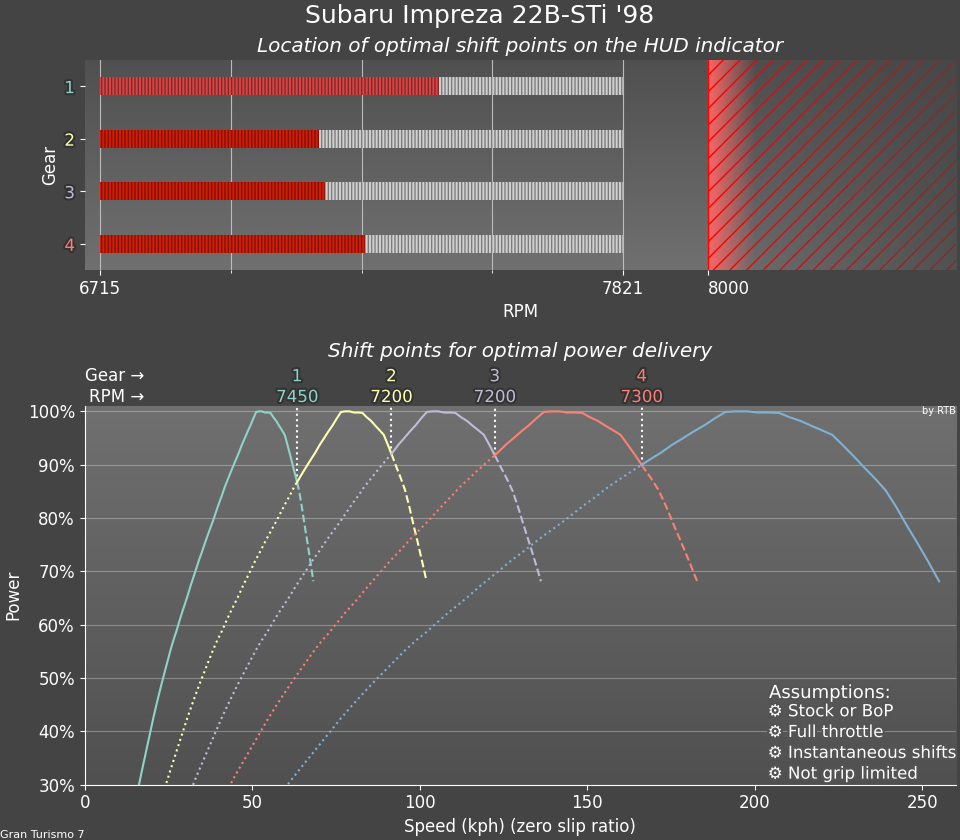 Subaru Impreza 22B-STi '98
Location of optimal shift points on the HUD indicator
Gear
1
2
3
4
6715 7821 8000
RPM
Shift points for optimal power delivery
Gear → 1 2 3 4
RPM → 7450 7200 7200 7300
by RTB
Power
100%
90%
80%
70%
60%
50%
40%
30%
Assumptions:
⚙ Stock or BoP
⚙ Full throttle
⚙ Instantaneous shifts
⚙ Not grip limited
0 50 100 150 200 250
Speed (kph) (zero slip ratio)
Gran Turismo 7